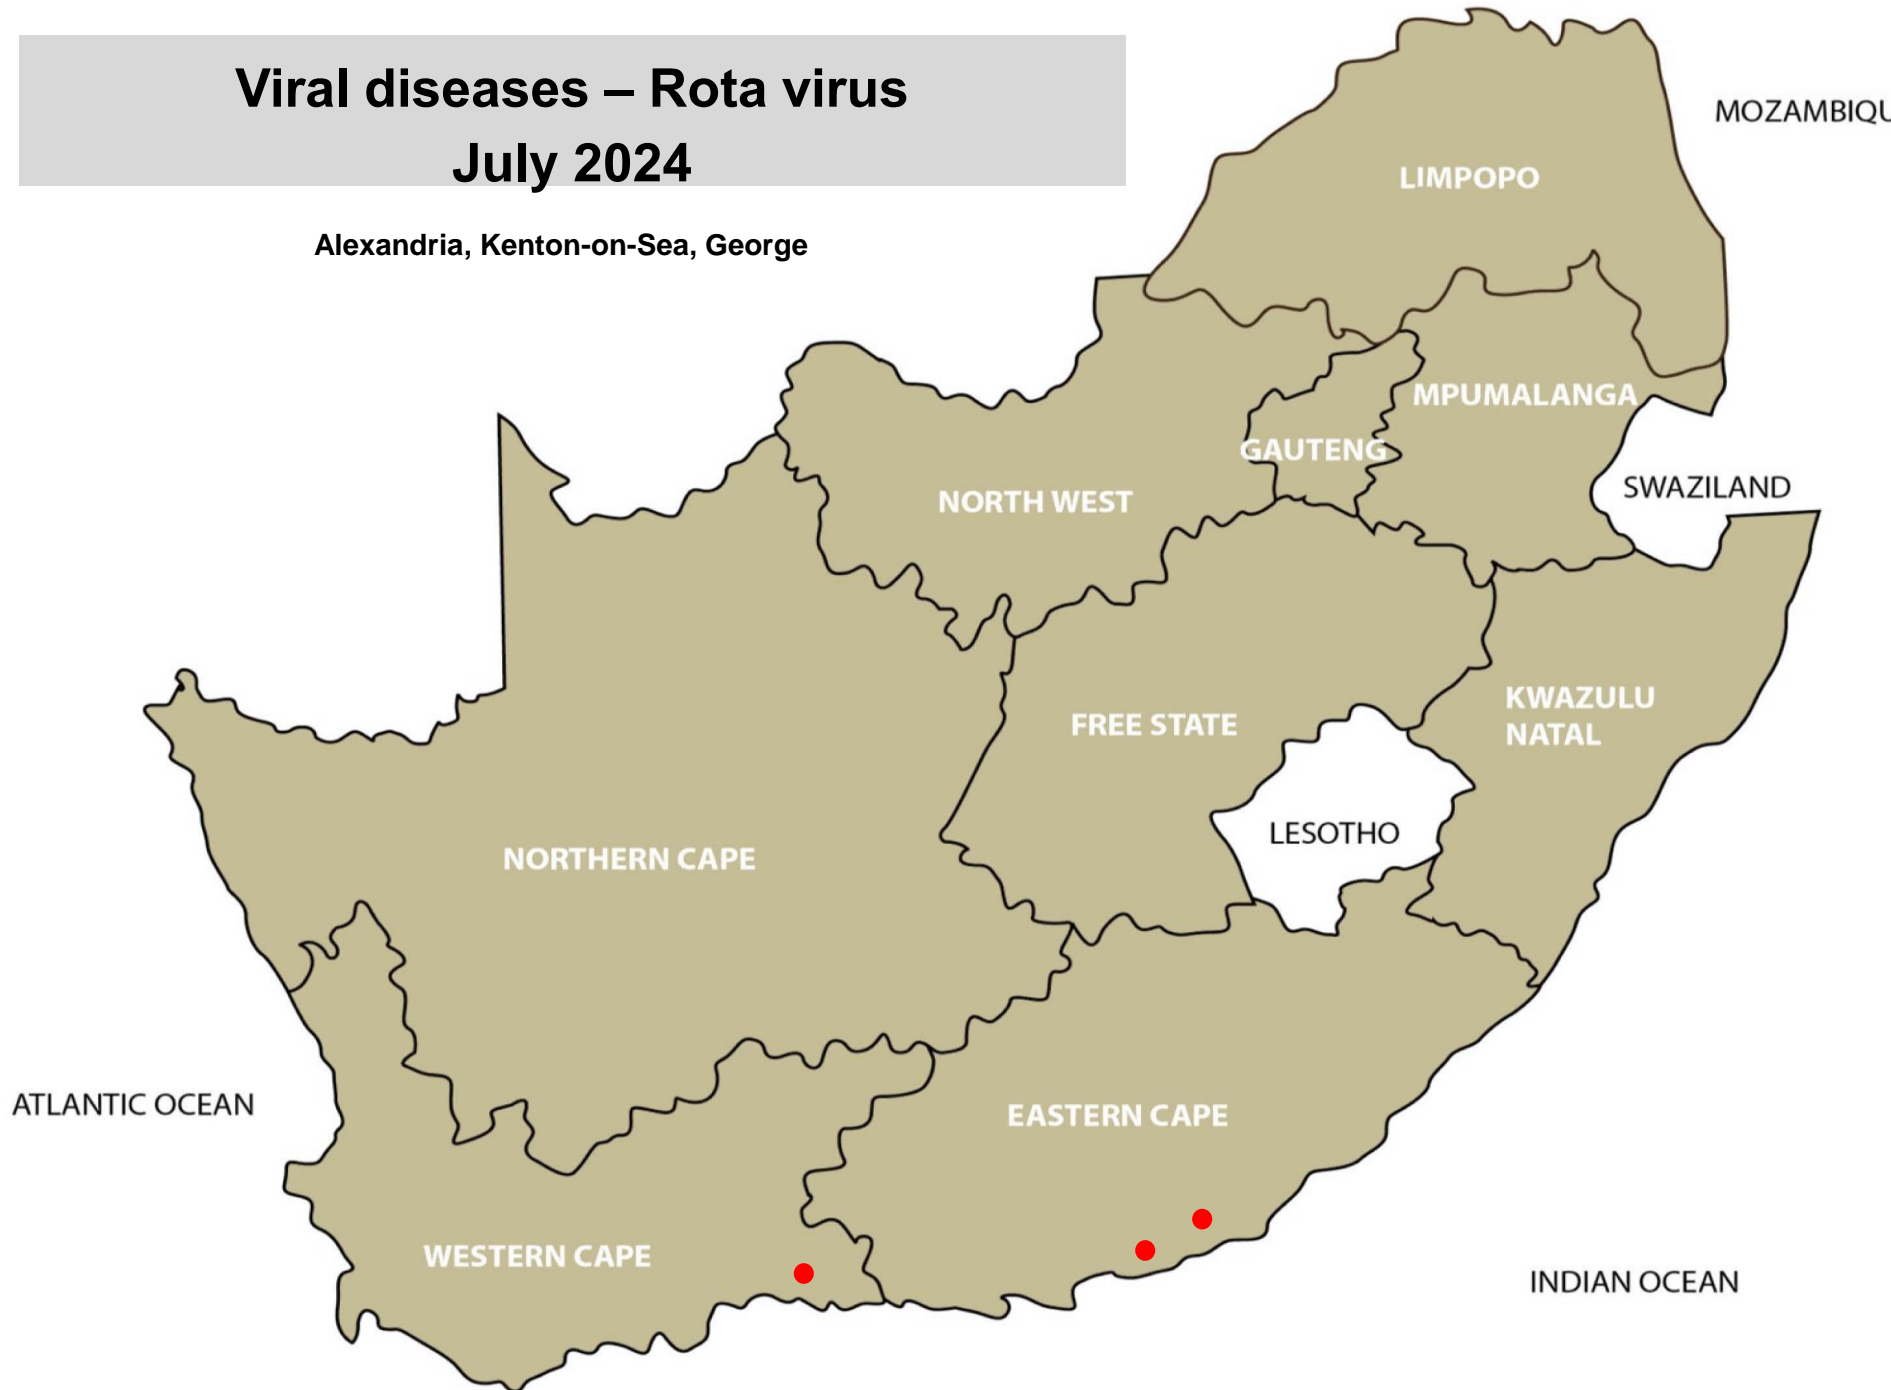 Viral diseases – Rota virus
July 2024
Alexandria, Kenton-on-Sea, George
MOZAMBIQU
LIMPOPO
MPUMALANGA
GAUTENG
SWAZILAND
NORTH WEST
KWAZULU
NATAL
FREE STATE
LESOTHO
NORTHERN CAPE
ATLANTIC OCEAN
EASTERN CAPE
WESTERN CAPE
INDIAN OCEAN